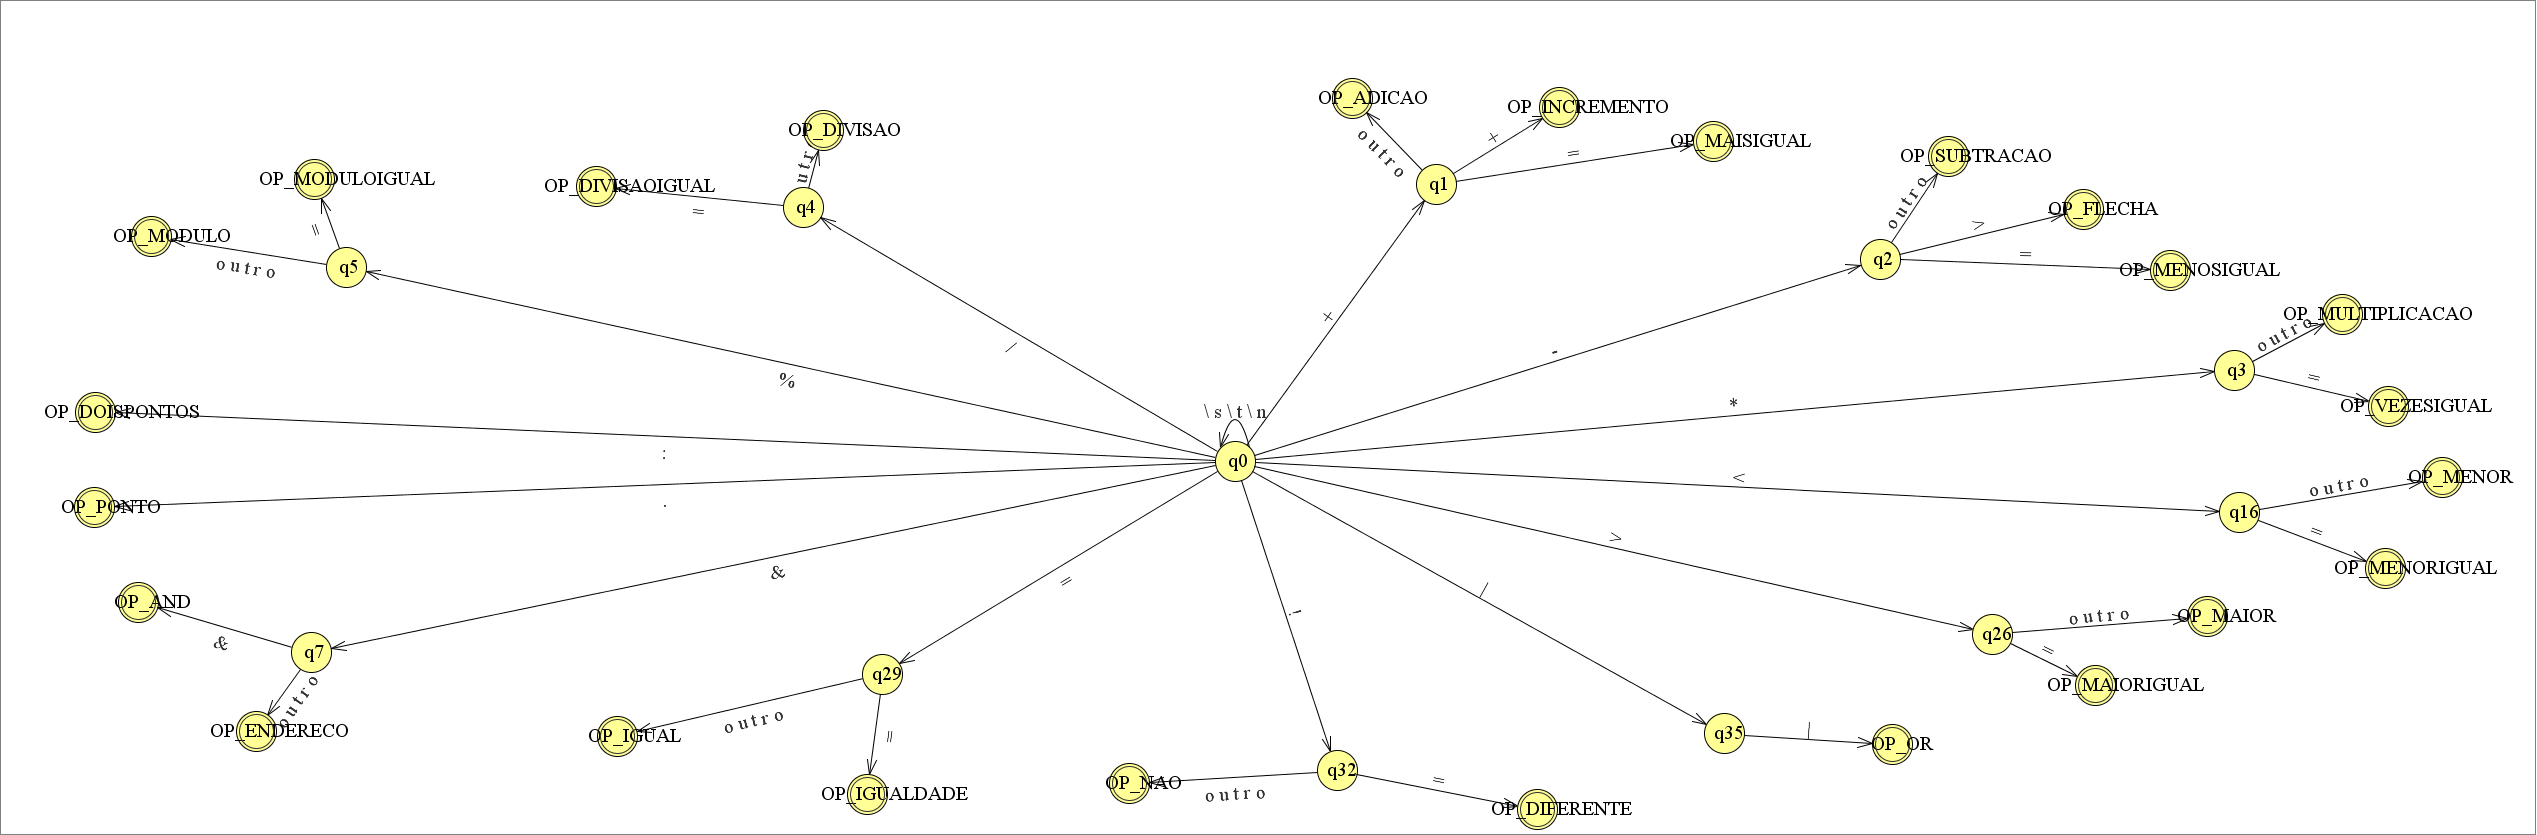 OP_ADICAO
OP_INCREMENTO
OP_DIVISAO
OP_MAISIGUAL
+
outro
=
OP_SUBTRACAO
OP_MODULOIGUAL
OP_DIVISAOIGUAL
q1
q4
=
outro
OP_FLECHA
OP_MODULO
=
>
q2
=
OP_MENOSIGUAL
q5
outro
OP_MULTIPLICACAO
+
outro
/
-
q3
=
%
*
OP_VEZESIGUAL
OP_DOISPONTOS
\s\t\n
:
q0
<
OP_MENOR
outro
OP_PONTO
.
q16
=
>
OP_MENORIGUAL
&
=
/
OP_AND
!
outro
OP_MAIOR
&
q26
=
q7
outro
q29
OP_MAIORIGUAL
outro
OP_ENDERECO
OP_IGUAL
=
q35
|
OP_OR
q32
OP_NAO
outro
=
OP_IGUALDADE
OP_DIFERENTE